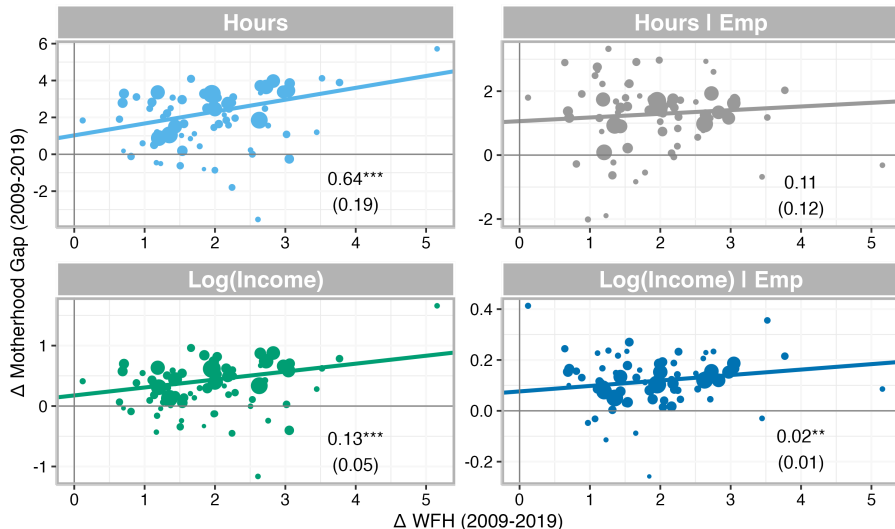 Hours
Hours | Emp
Δ Motherhood Gap (2009-2019)
6
4
2
0
-2
0.64***
(0.19)
0 1 2 3 4 5
2
0
-2
0.11
(0.12)
0 1 2 3 4 5
Log(Income)
Log(Income) | Emp
1
0
-1
0.13***
(0.05)
0 1 2 3 4 5
0.4
0.2
0.0
-0.2
0.02**
(0.01)
0 1 2 3 4 5
Δ WFH (2009-2019)